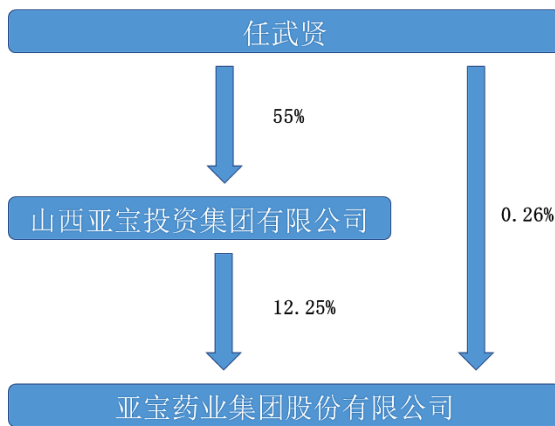 任武贤
55%
山西亚宝投资集团有限公司
0.26%
12.25%
亚宝药业集团股份有限公司